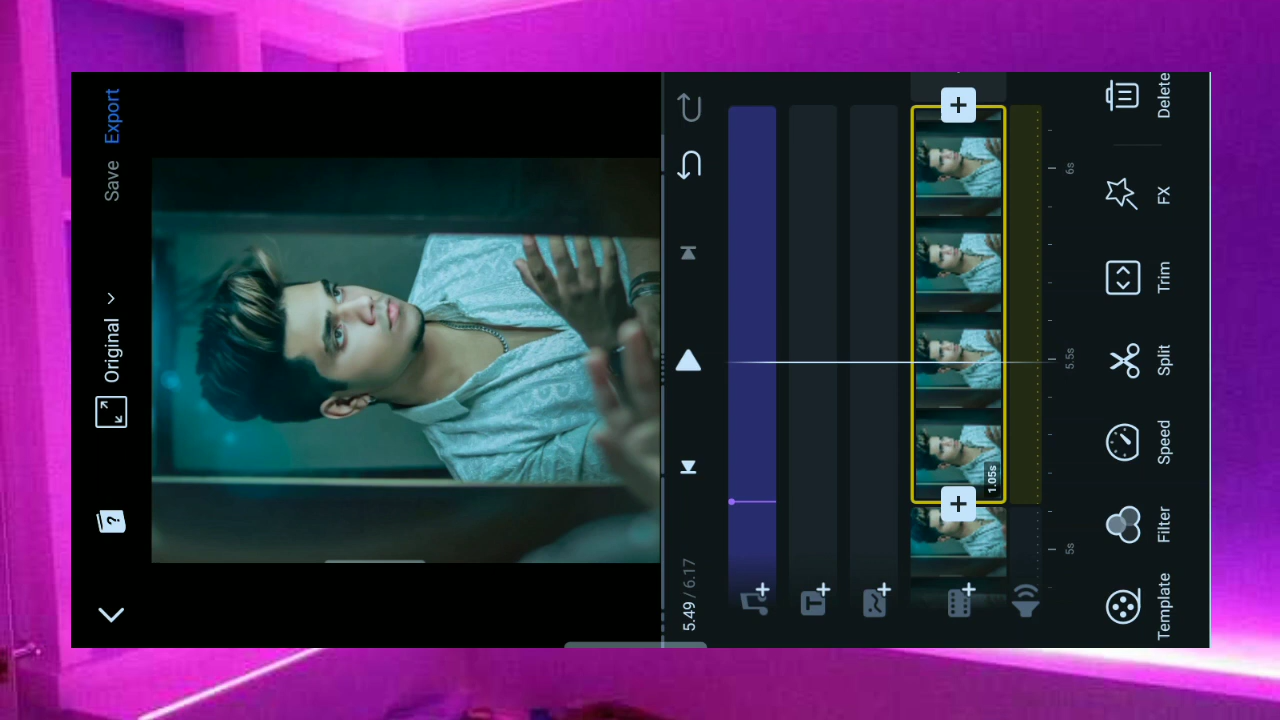 Save Export
Original
?
5.49 / 6.17
T
1.05s
5s
5.5s
6s
Template
Filter
Speed
Split
Trim
FX
Delete